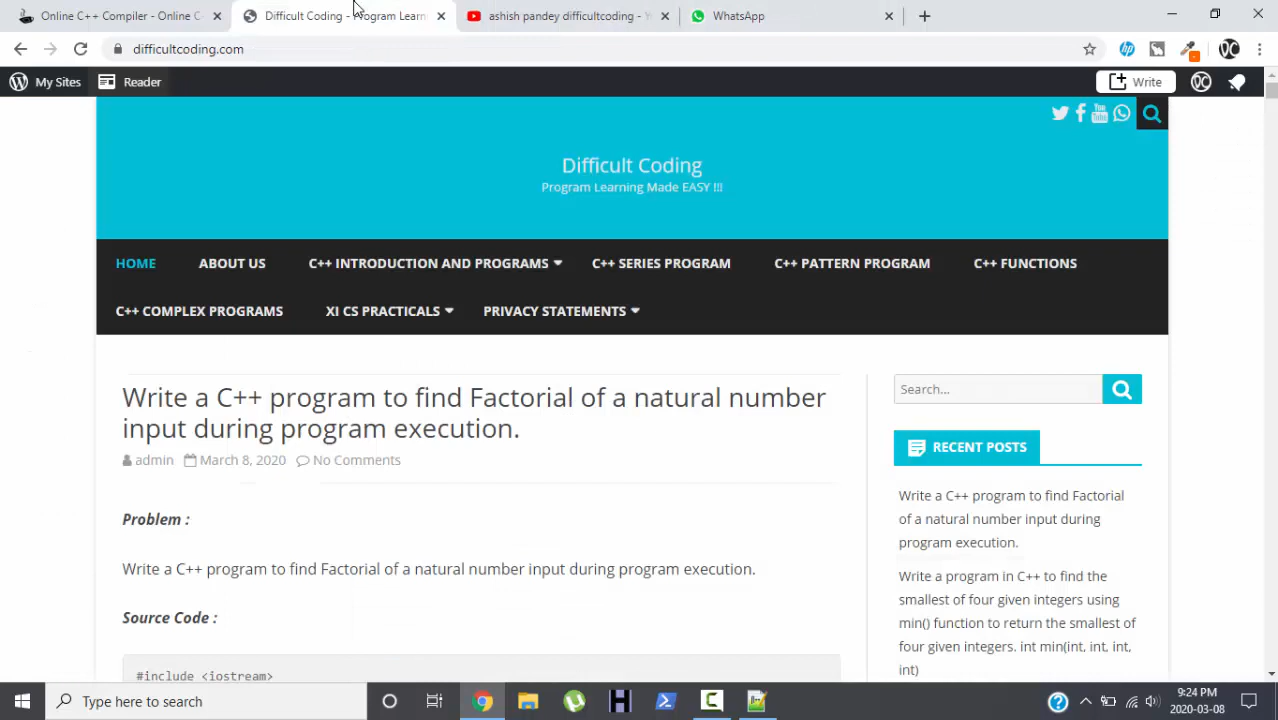 Online C++ Compiler - Online C
Difficult Coding - Program Learn
ashish pandey difficultcoding - Y
WhatsApp
difficultcoding.com
My Sites
Reader
Write
Difficult Coding
Program Learning Made EASY !!!
HOME
ABOUT US
C++ INTRODUCTION AND PROGRAMS
C++ SERIES PROGRAM
C++ PATTERN PROGRAM
C++ FUNCTIONS
C++ COMPLEX PROGRAMS
XI CS PRACTICALS
PRIVACY STATEMENTS
Write a C++ program to find Factorial of a natural number
input during program execution.
admin March 8, 2020 No Comments
Problem :
Write a C++ program to find Factorial of a natural number input during program execution.
Source Code :
#include <iostream>
Search...
RECENT POSTS
Write a C++ program to find Factorial
of a natural number input during
program execution.
Write a program in C++ to find the
smallest of four given integers using
min() function to return the smallest
of four given integers. int min(int, int, int,
int)
Type here to search
9:24 PM
2020-03-08